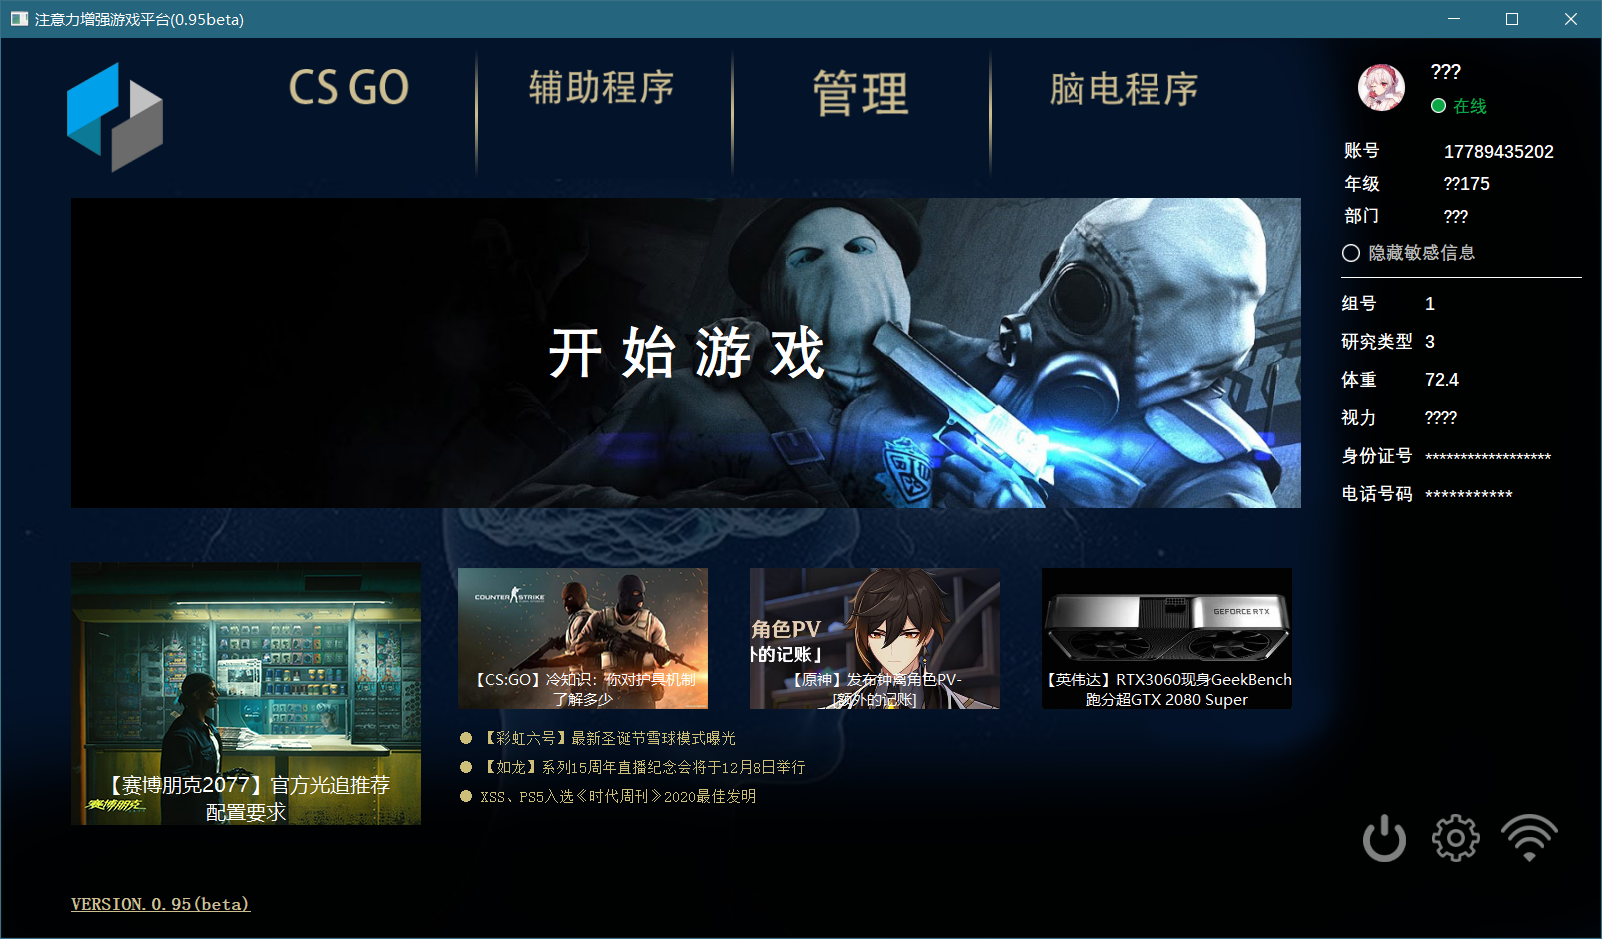 注意力增强游戏平台(0.95beta)
CS GO
辅助程序
管理
脑电程序
???
在线
账号 17789435202
年级 ??175
部门 ???
隐藏敏感信息
组号 1
研究类型 3
体重 72.4
视力 ????
身份证号 ******************
电话号码 ***********
开始游戏
【赛博朋克2077】官方光追推荐
配置要求
赛博朋克
COUNTER STRIKE
【CS:GO】冷知识：你对护具机制
了解多少
角色PV
外的记账」
【原神】发布钟离角色PV-
[额外的记账]
GEFORCE RTX
【英伟达】RTX3060现身GeekBench
跑分超GTX 2080 Super
【彩虹六号】最新圣诞节雪球模式曝光
【如龙】系列15周年直播纪念会将于12月8日举行
XSS、PS5入选《时代周刊》2020最佳发明
VERSION.0.95(beta)